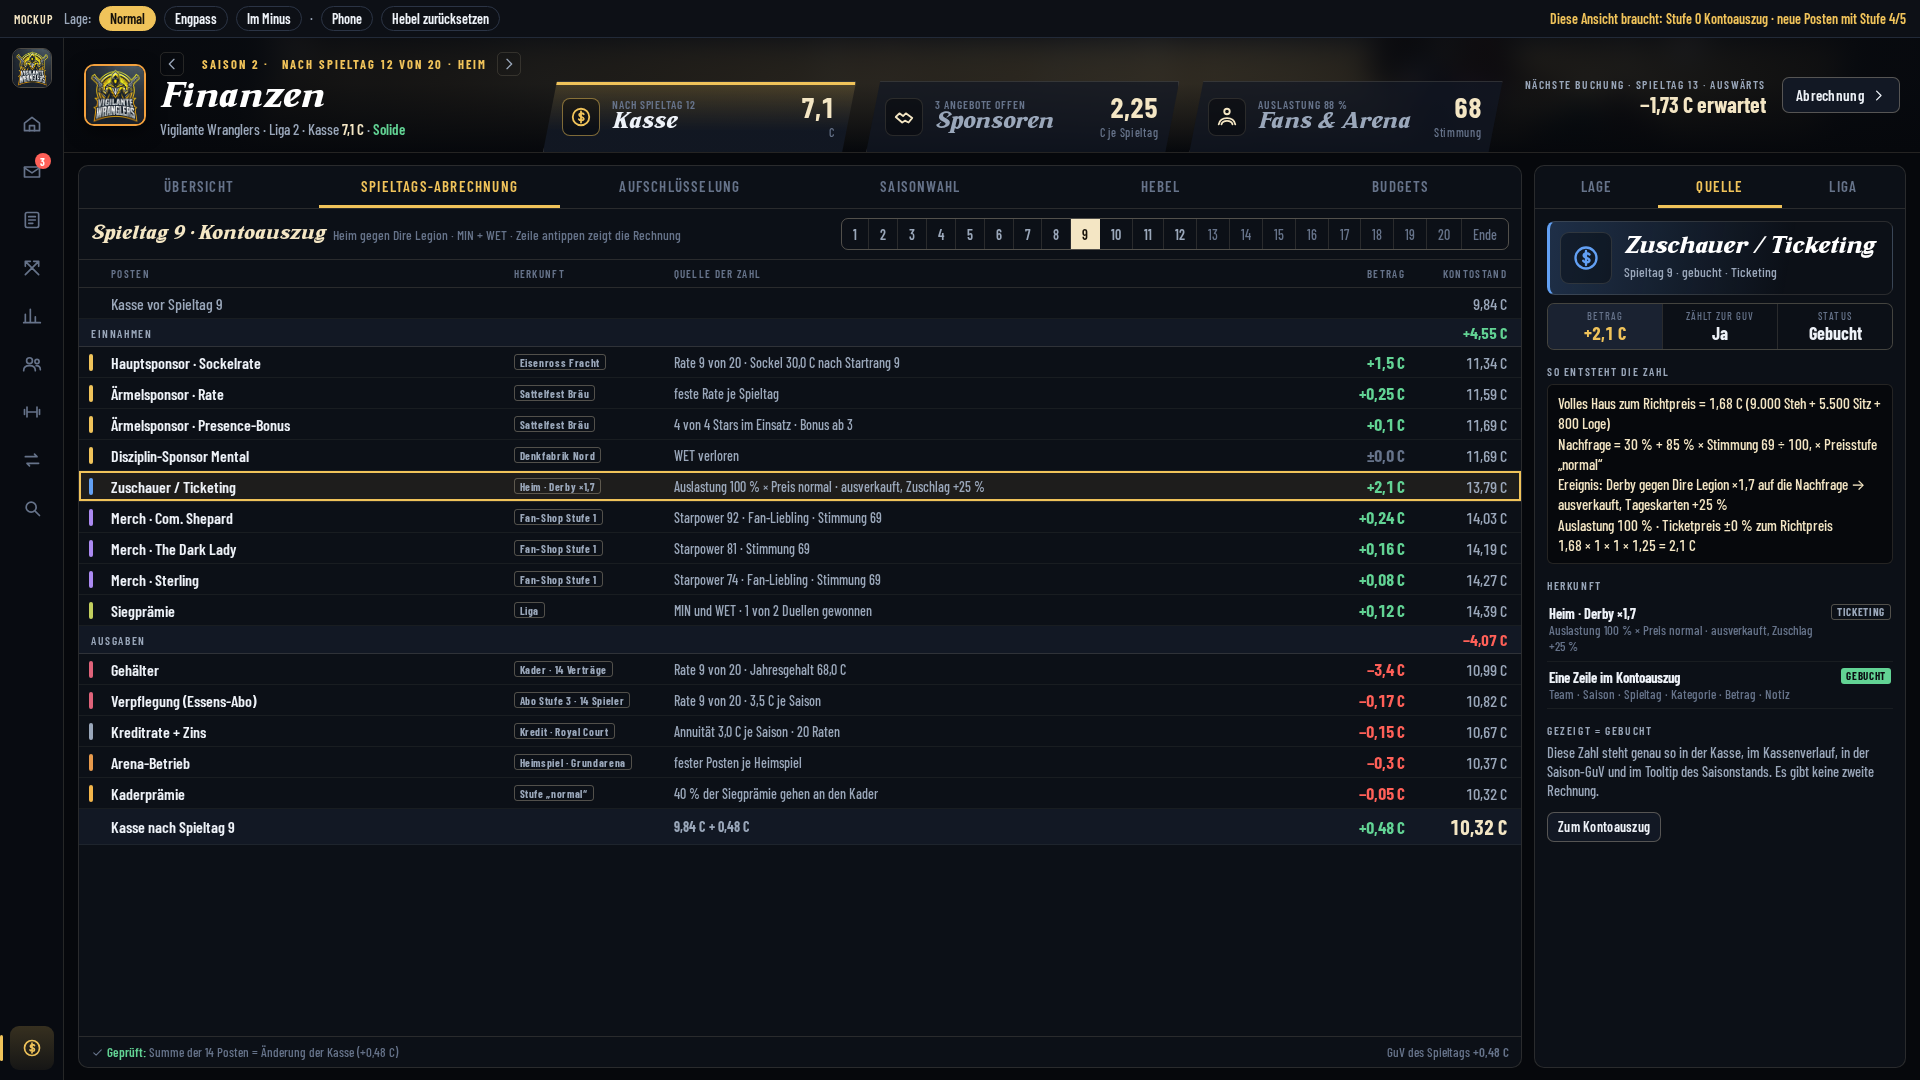 MOCKUP Lage: Normal Engpass Im Minus · Phone Hebel zurücksetzen
Diese Ansicht braucht: Stufe 0 Kontoauszug · neue Posten mit Stufe 4/5
3
VIGILANTE WRANGLERS
SAISON 2 · NACH SPIELTAG 12 VON 20 · HEIM
Finanzen
Vigilante Wranglers · Liga 2 · Kasse 7,1 C · Solide
NACH SPIELTAG 12
Kasse
7,1
C
3 ANGEBOTE OFFEN
Sponsoren
2,25
C je Spieltag
AUSLASTUNG 88 %
Fans & Arena
68
Stimmung
NÄCHSTE BUCHUNG · SPIELTAG 13 · AUSWÄRTS
−1,73 C erwartet
Abrechnung
ÜBERSICHT SPIELTAGS-ABRECHNUNG AUFSCHLÜSSELUNG SAISONWAHL HEBEL BUDGETS
Spieltag 9 · Kontoauszug Heim gegen Dire Legion · MIN + WET · Zeile antippen zeigt die Rechnung
1 2 3 4 5 6 7 8 9 10 11 12 13 14 15 16 17 18 19 20 Ende
POSTEN HERKUNFT QUELLE DER ZAHL BETRAG KONTOSTAND
Kasse vor Spieltag 9 9,84 C
EINNAHMEN +4,55 C
Hauptsponsor · Sockelrate Eisenross Fracht Rate 9 von 20 · Sockel 30,0 C nach Startrang 9 +1,5 C 11,34 C
Ärmelsponsor · Rate Sattelfest Bräu feste Rate je Spieltag +0,25 C 11,59 C
Ärmelsponsor · Presence-Bonus Sattelfest Bräu 4 von 4 Stars im Einsatz · Bonus ab 3 +0,1 C 11,69 C
Disziplin-Sponsor Mental Denkfabrik Nord WET verloren ±0,0 C 11,69 C
Zuschauer / Ticketing Heim · Derby ×1,7 Auslastung 100 % × Preis normal · ausverkauft, Zuschlag +25 % +2,1 C 13,79 C
Merch · Com. Shepard Fan-Shop Stufe 1 Starpower 92 · Fan-Liebling · Stimmung 69 +0,24 C 14,03 C
Merch · The Dark Lady Fan-Shop Stufe 1 Starpower 81 · Stimmung 69 +0,16 C 14,19 C
Merch · Sterling Fan-Shop Stufe 1 Starpower 74 · Fan-Liebling · Stimmung 69 +0,08 C 14,27 C
Siegprämie Liga MIN und WET · 1 von 2 Duellen gewonnen +0,12 C 14,39 C
AUSGABEN −4,07 C
Gehälter Kader · 14 Verträge Rate 9 von 20 · Jahresgehalt 68,0 C −3,4 C 10,99 C
Verpflegung (Essens-Abo) Abo Stufe 3 · 14 Spieler Rate 9 von 20 · 3,5 C je Saison −0,17 C 10,82 C
Kreditrate + Zins Kredit · Royal Court Annuität 3,0 C je Saison · 20 Raten −0,15 C 10,67 C
Arena-Betrieb Heimspiel · Grundarena fester Posten je Heimspiel −0,3 C 10,37 C
Kaderprämie Stufe „normal“ 40 % der Siegprämie gehen an den Kader −0,05 C 10,32 C
Kasse nach Spieltag 9 9,84 C + 0,48 C +0,48 C 10,32 C
Geprüft: Summe der 14 Posten = Änderung der Kasse (+0,48 C)
GuV des Spieltags +0,48 C
LAGE QUELLE LIGA
Zuschauer / Ticketing
Spieltag 9 · gebucht · Ticketing
BETRAG
+2,1 C
ZÄHLT ZUR GUV
Ja
STATUS
Gebucht
SO ENTSTEHT DIE ZAHL
Volles Haus zum Richtpreis = 1,68 C (9.000 Steh + 5.500 Sitz +
800 Loge)
Nachfrage = 30 % + 85 % × Stimmung 69 ÷ 100, × Preisstufe
„normal“
Ereignis: Derby gegen Dire Legion ×1,7 auf die Nachfrage →
ausverkauft, Tageskarten +25 %
Auslastung 100 % · Ticketpreis ±0 % zum Richtpreis
1,68 × 1 × 1 × 1,25 = 2,1 C
HERKUNFT
Heim · Derby ×1,7 TICKETING
Auslastung 100 % × Preis normal · ausverkauft, Zuschlag
+25 %
Eine Zeile im Kontoauszug GEBUCHT
Team · Saison · Spieltag · Kategorie · Betrag · Notiz
GEZEIGT = GEBUCHT
Diese Zahl steht genau so in der Kasse, im Kassenverlauf, in der
Saison-GuV und im Tooltip des Saisonstands. Es gibt keine zweite
Rechnung.
Zum Kontoauszug